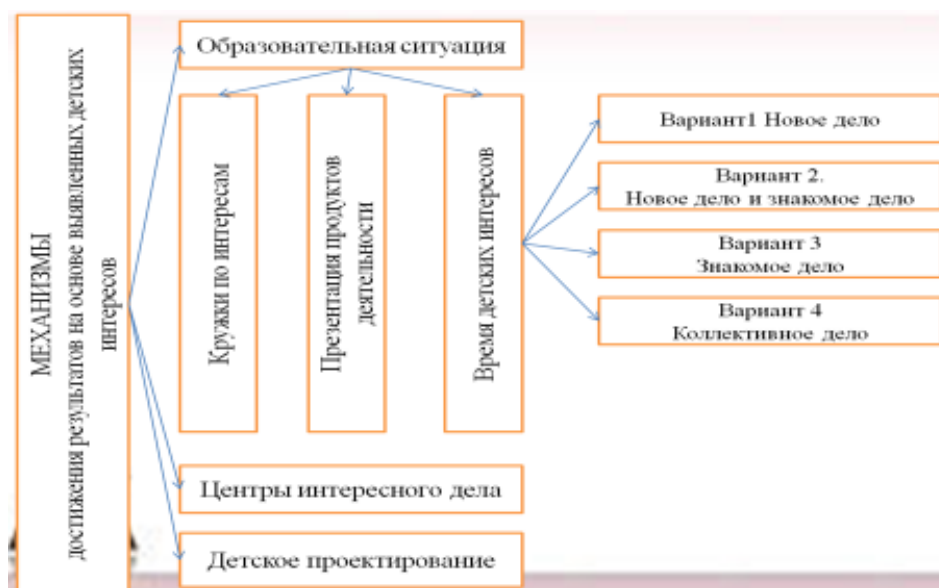 МЕХАНИЗМЫ
достижения результатов на основе выявленных детских
интересов
Образовательная ситуация
Кружки по интересам
Презентация продуктов
деятельности
Время детских интересов
Вариант1 Новое дело
Вариант 2.
Новое дело и знакомое дело
Вариант 3
Знакомое дело
Вариант 4
Коллективное дело
Центры интересного дела
Детское проектирование